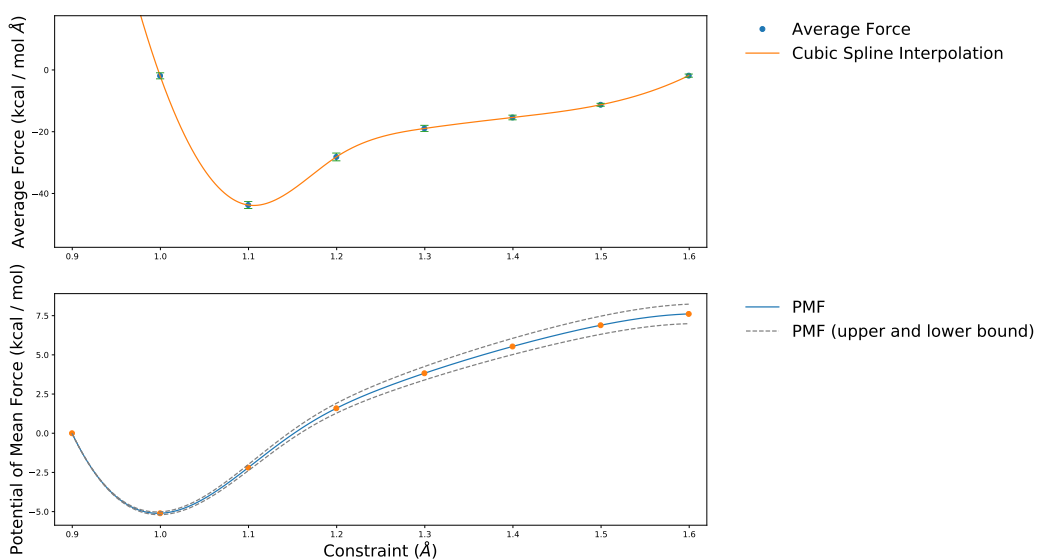 Average Force (kcal / mol Å)
0
−20
−40
0.9 1.0 1.1 1.2 1.3 1.4 1.5 1.6
Average Force
Cubic Spline Interpolation
Potential of Mean Force (kcal / mol)
7.5
5.0
2.5
0.0
−2.5
−5.0
0.9 1.0 1.1 1.2 1.3 1.4 1.5 1.6
Constraint (Å)
PMF
PMF (upper and lower bound)